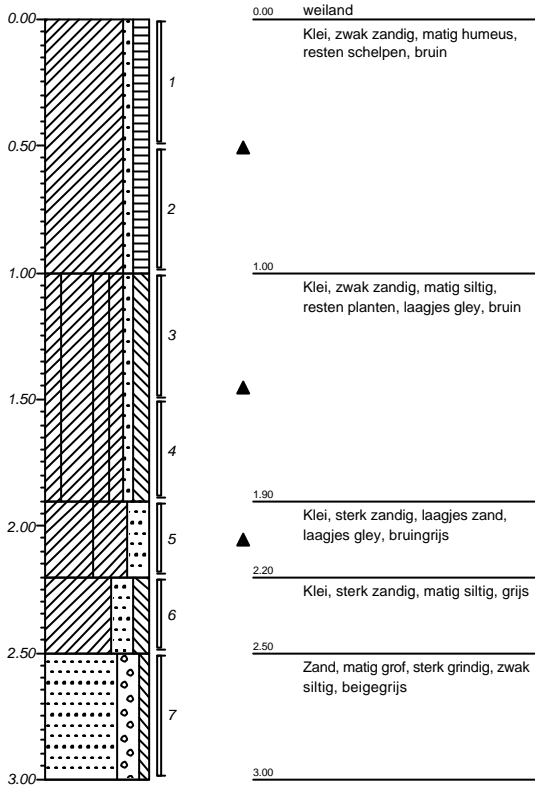 0.00
0.50
1.00
1.50
2.00
2.50
3.00
1
2
3
4
5
6
7
0.00 weiland
Klei, zwak zandig, matig humeus,
resten schelpen, bruin
1.00
Klei, zwak zandig, matig siltig,
resten planten, laagjes gley, bruin
1.90
Klei, sterk zandig, laagjes zand,
laagjes gley, bruingrijs
2.20
Klei, sterk zandig, matig siltig, grijs
2.50
Zand, matig grof, sterk grindig, zwak
siltig, beigegrijs
3.00